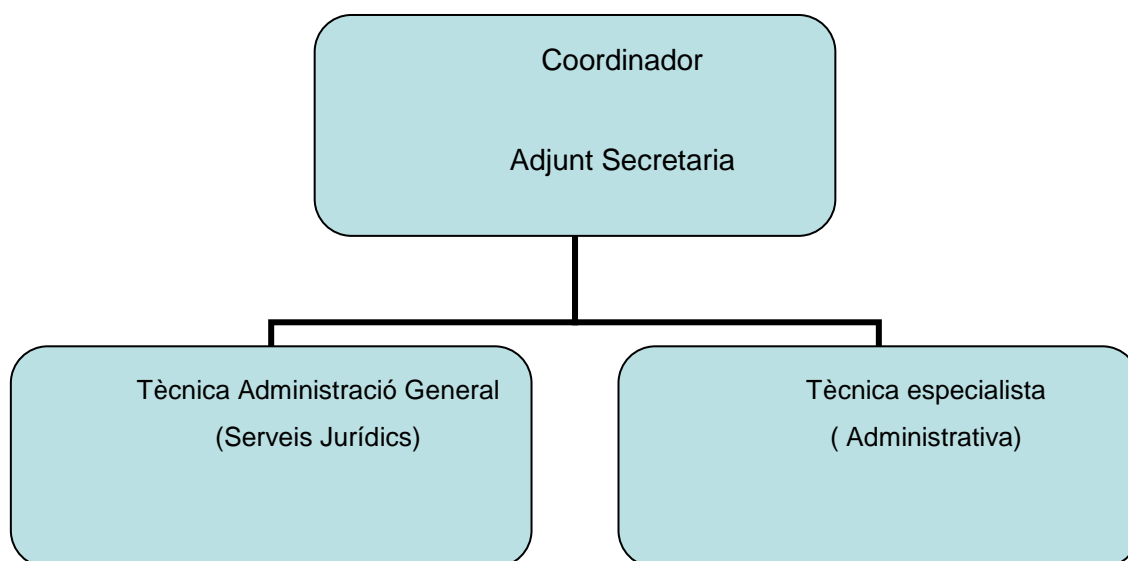 Coordinador
Adjunt Secretaria
Tècnica Administració General
(Serveis Jurídics)
Tècnica especialista
( Administrativa)